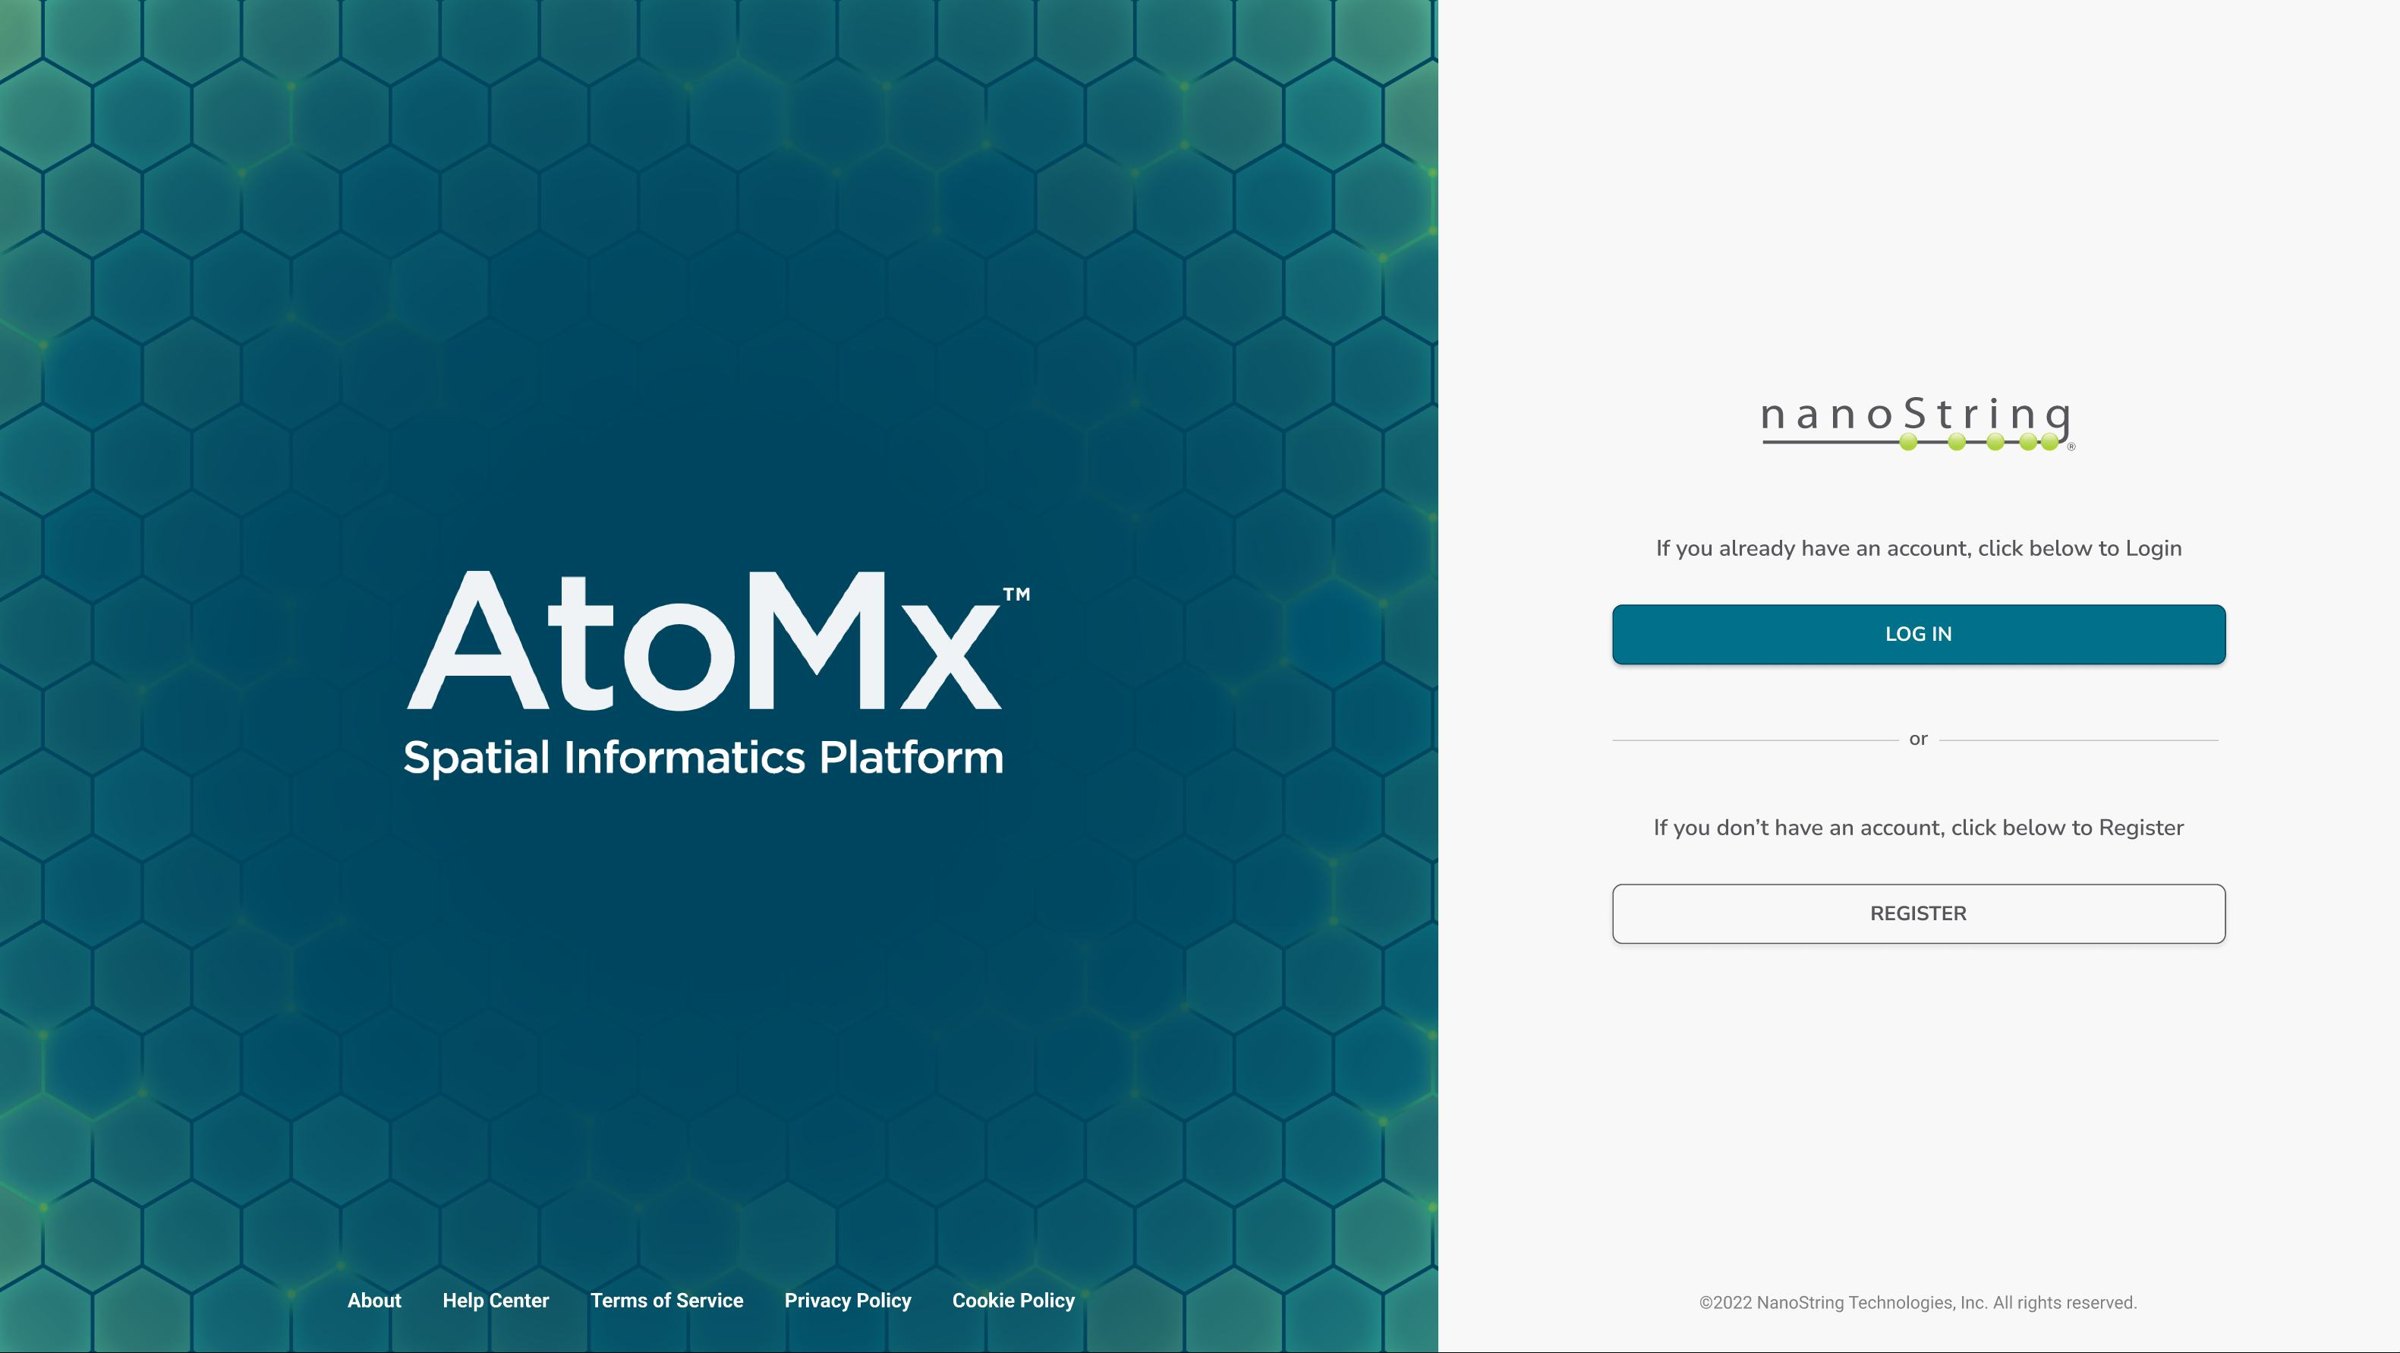 AtoMx™
Spatial Informatics Platform
About Help Center Terms of Service Privacy Policy Cookie Policy
nanoString®
If you already have an account, click below to Login
LOG IN
or
If you don’t have an account, click below to Register
REGISTER
©2022 NanoString Technologies, Inc. All rights reserved.